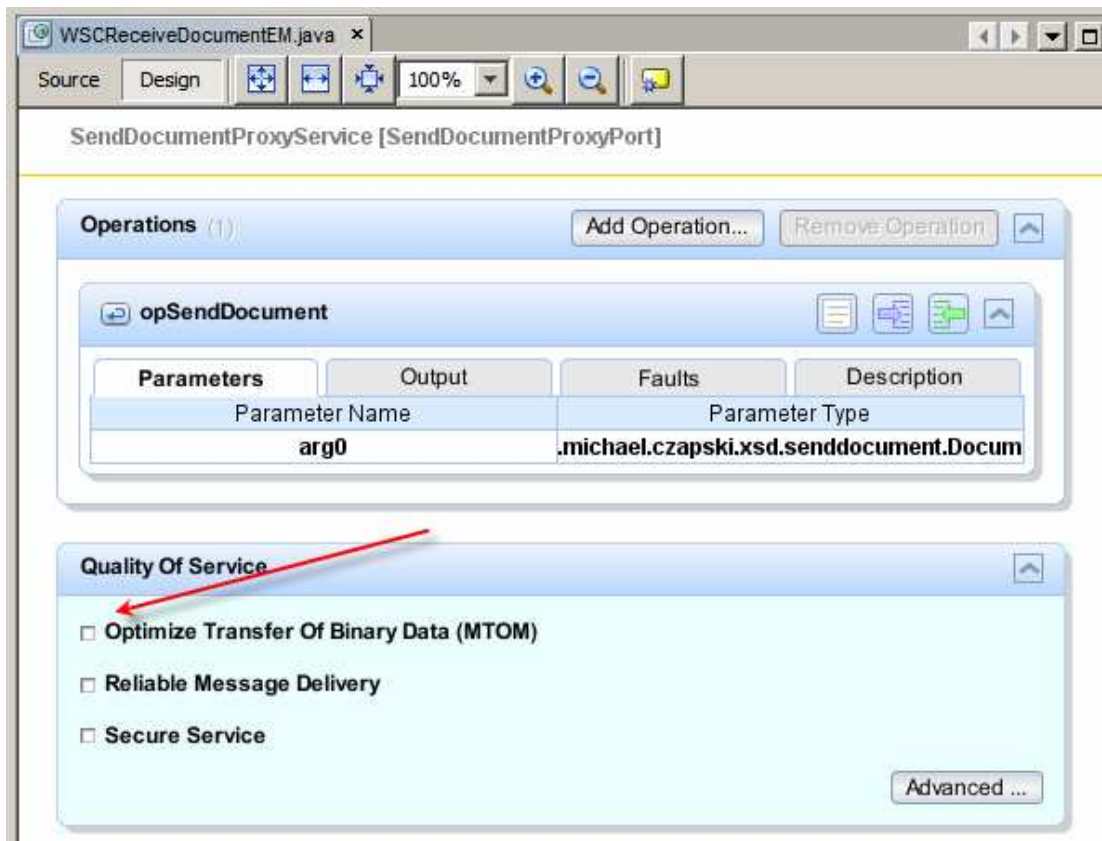 WSCReceiveDocumentEM.java
Source Design 100%
SendDocumentProxyService [SendDocumentProxyPort]
Operations (1) Add Operation... Remove Operation
opSendDocument
Parameters Output Faults Description
Parameter Name Parameter Type
arg0 .michael.czapski.xsd.senddocument.Docum
Quality Of Service
Optimize Transfer Of Binary Data (MTOM)
Reliable Message Delivery
Secure Service
Advanced ...